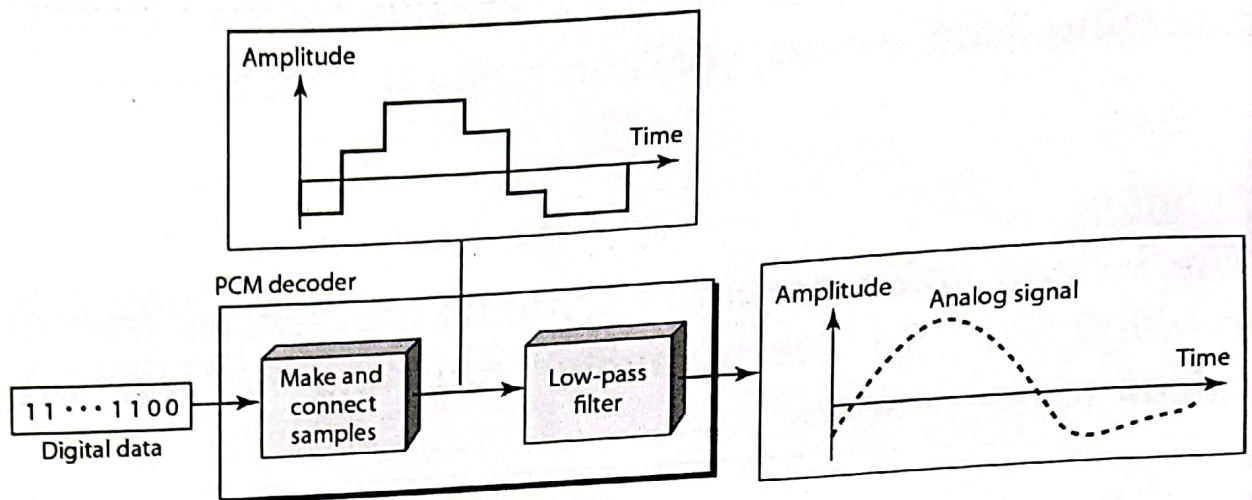 Amplitude
Time
PCM decoder
Make and
connect
samples
Low-pass
filter
11···1100
Digital data
Amplitude
Analog signal
Time